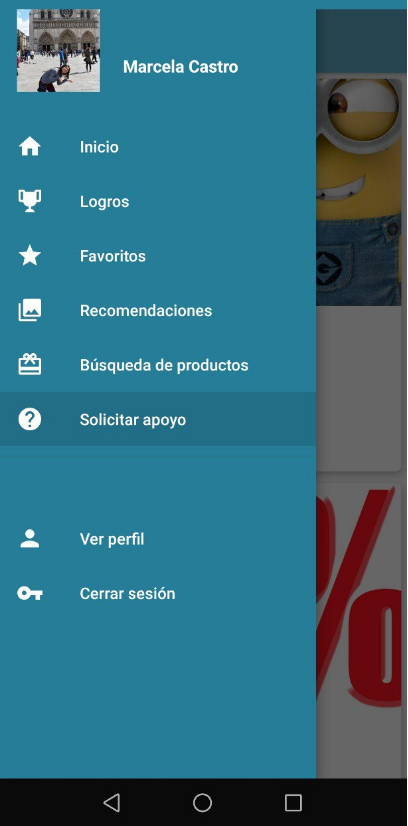 Marcela Castro
Inicio
Logros
Favoritos
Recomendaciones
Búsqueda de productos
Solicitar apoyo
Ver perfil
Cerrar sesión
%